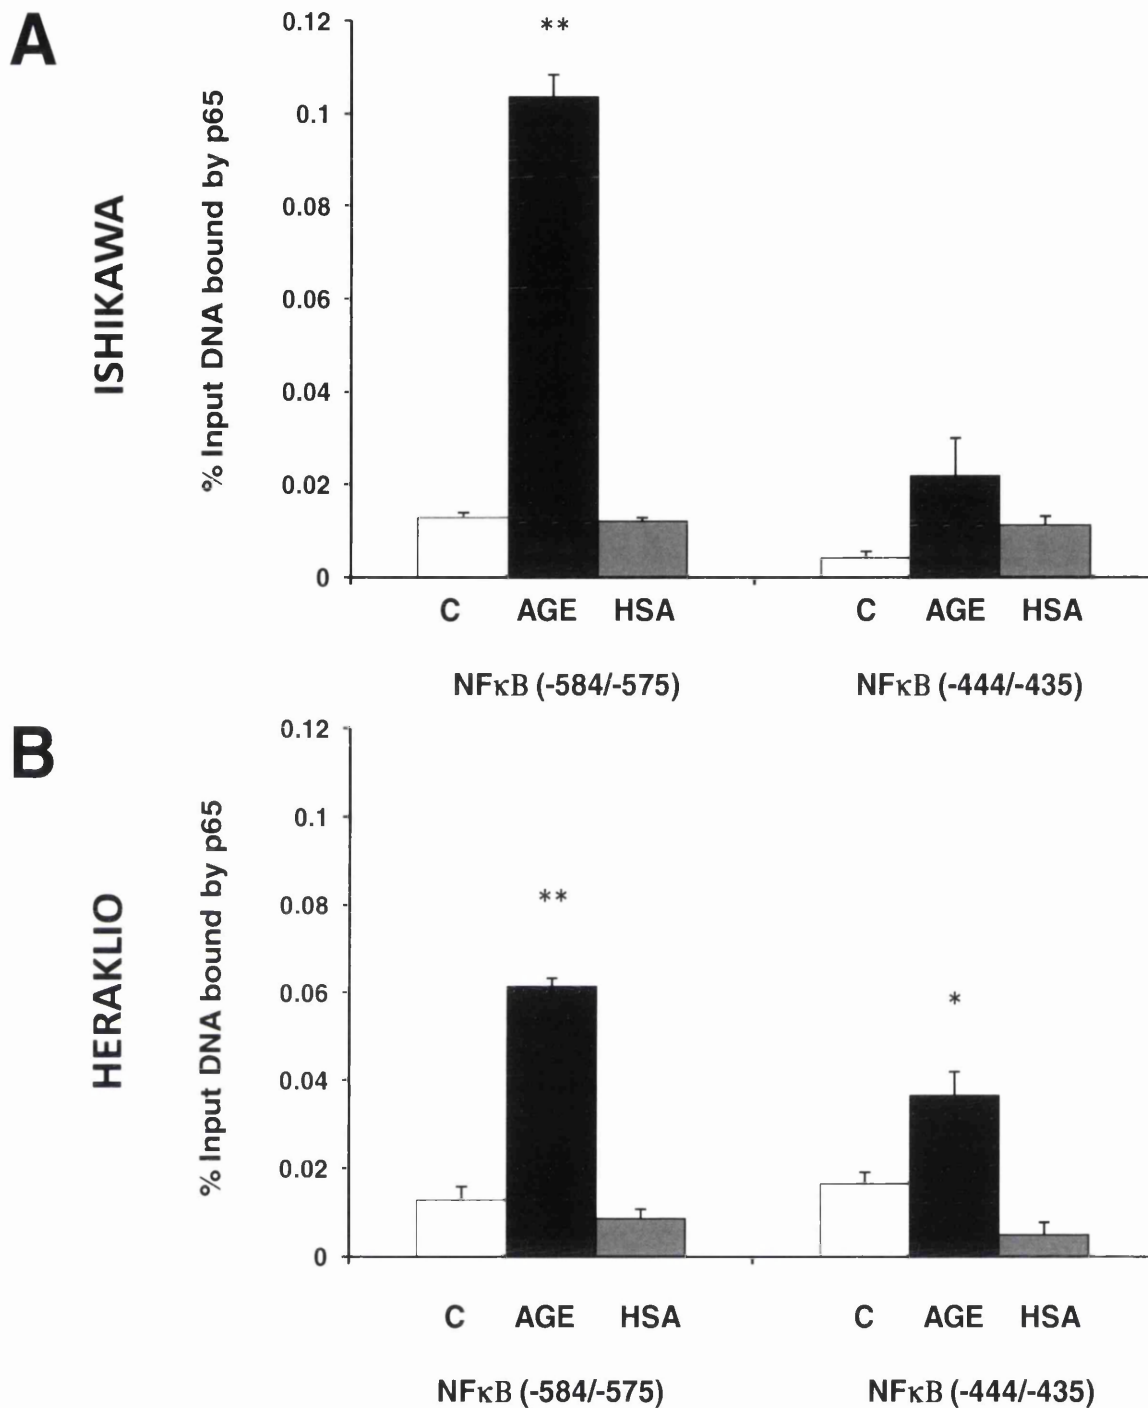 A
ISHIKAWA
% Input DNA bound by p65
0.12
0.1
0.08
0.06
0.04
0.02
0
**
C AGE HSA C AGE HSA
NFκB (-584/-575) NFκB (-444/-435)
B
HERAKLIO
% Input DNA bound by p65
0.12
0.1
0.08
0.06
0.04
0.02
0
**
*
C AGE HSA C AGE HSA
NFκB (-584/-575) NFκB (-444/-435)